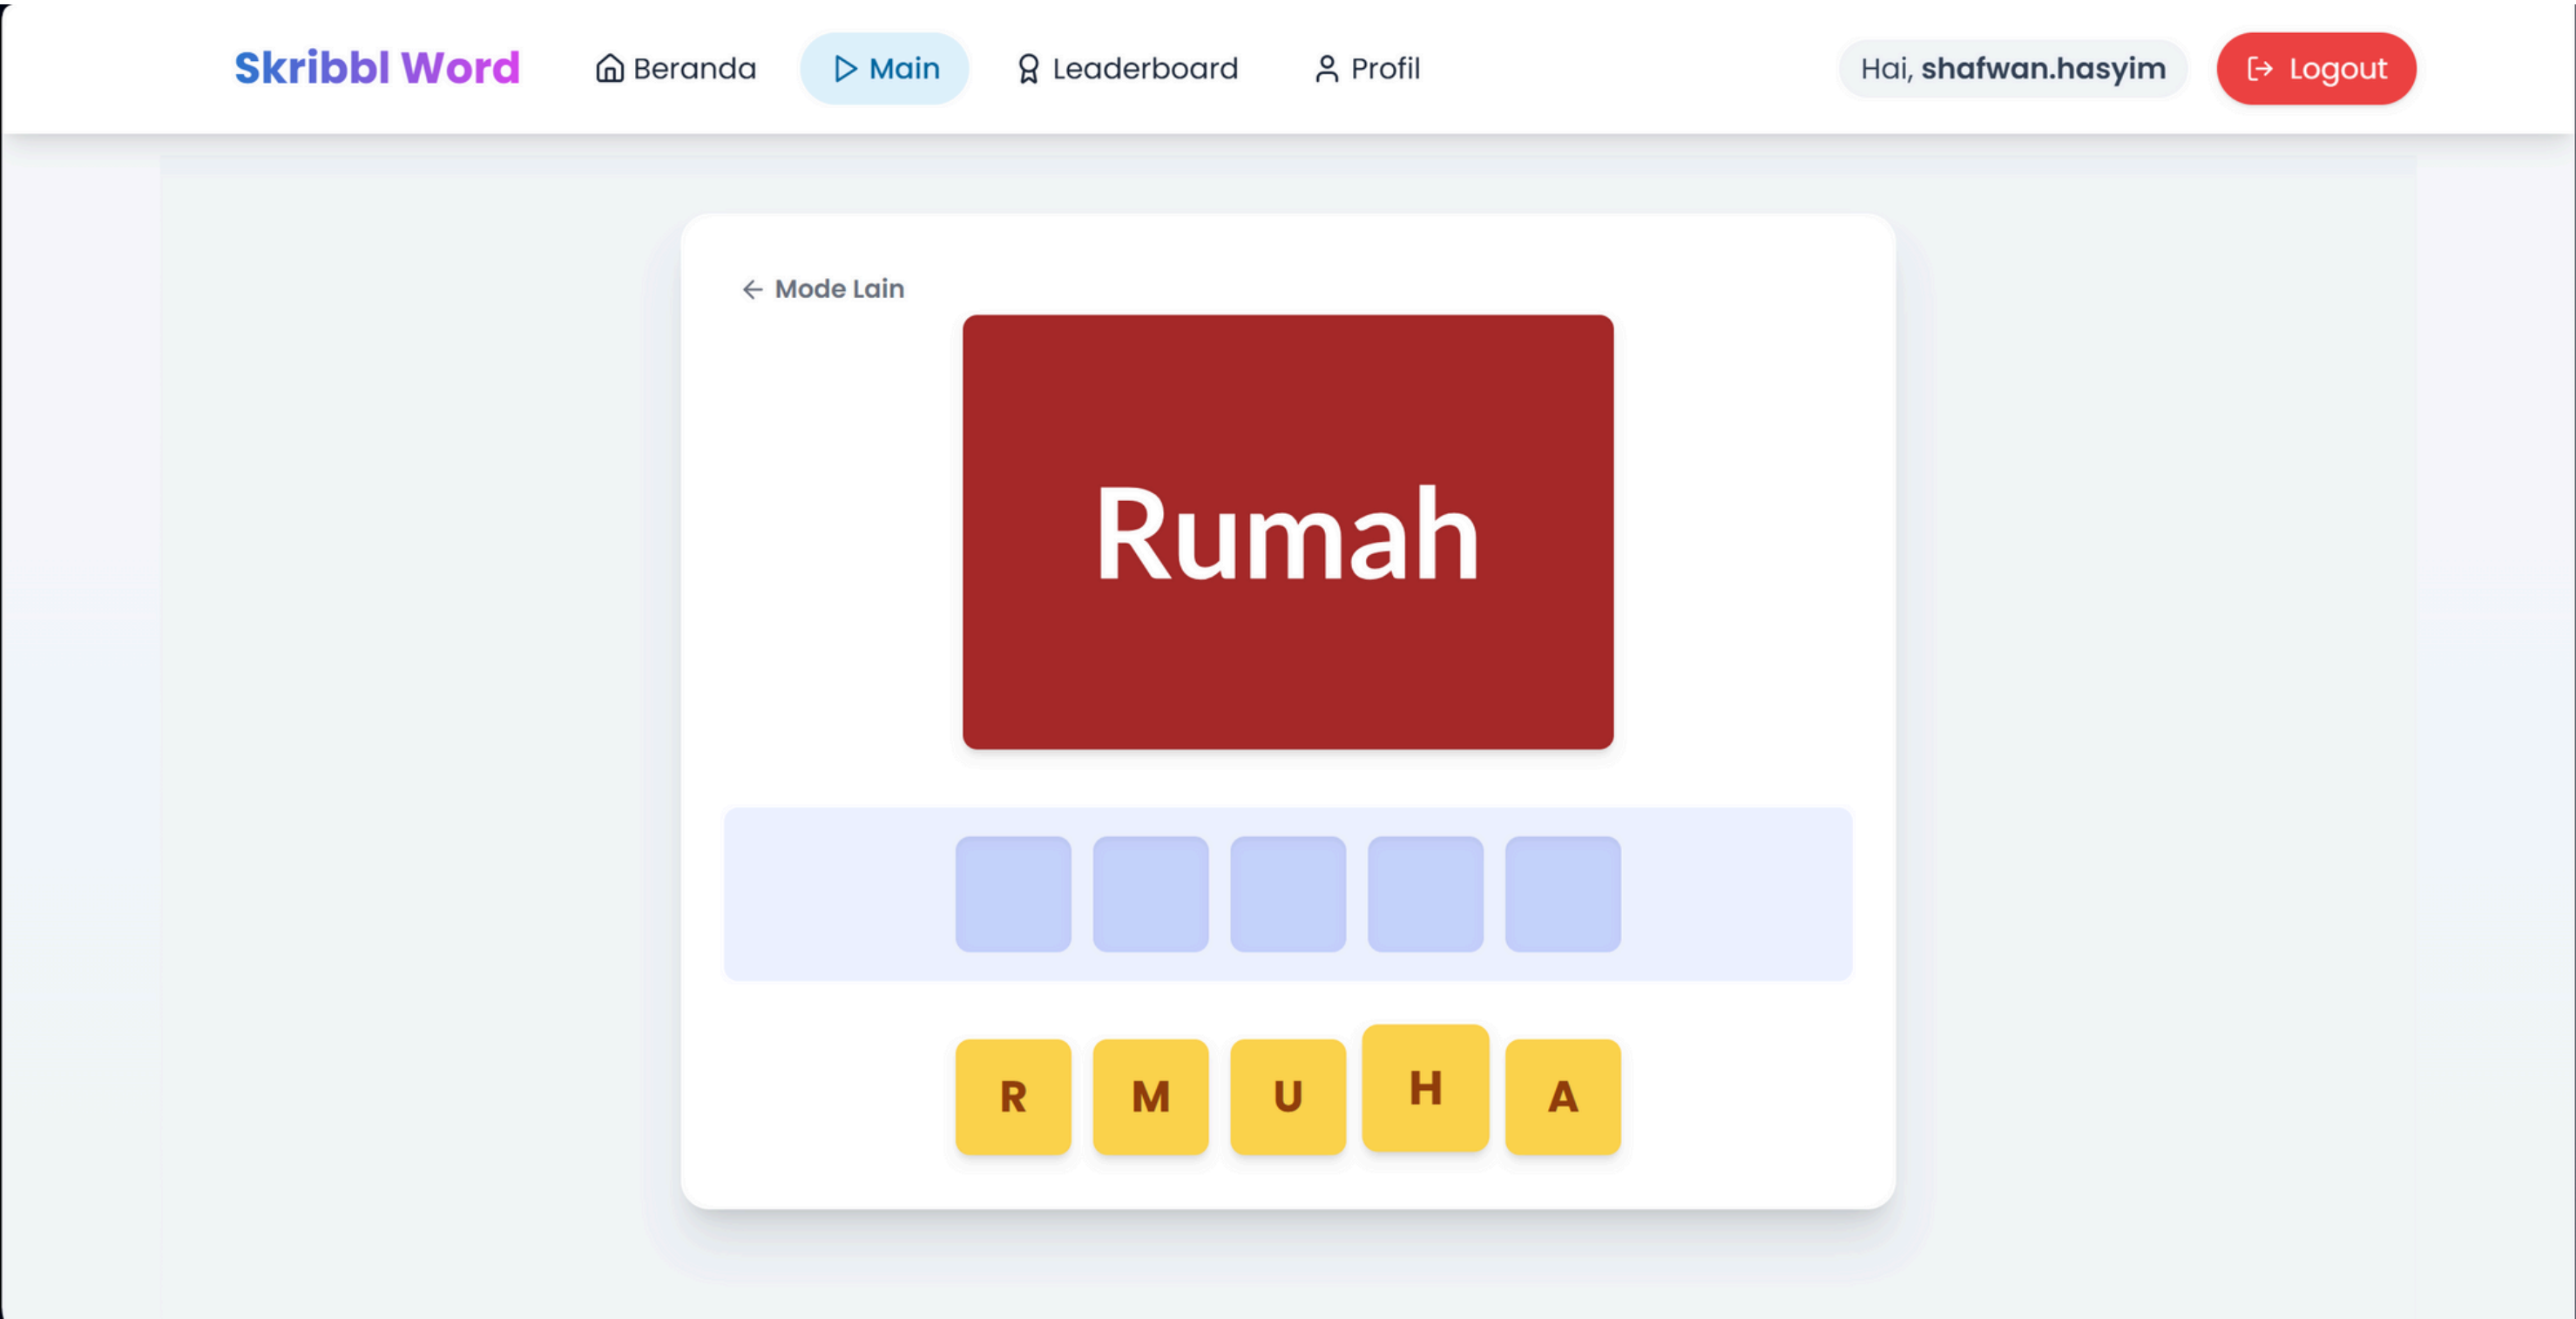 Skribbl Word Beranda Main Leaderboard Profil Hai, shafwan.hasyim Logout
Mode Lain
Rumah
R M U H A